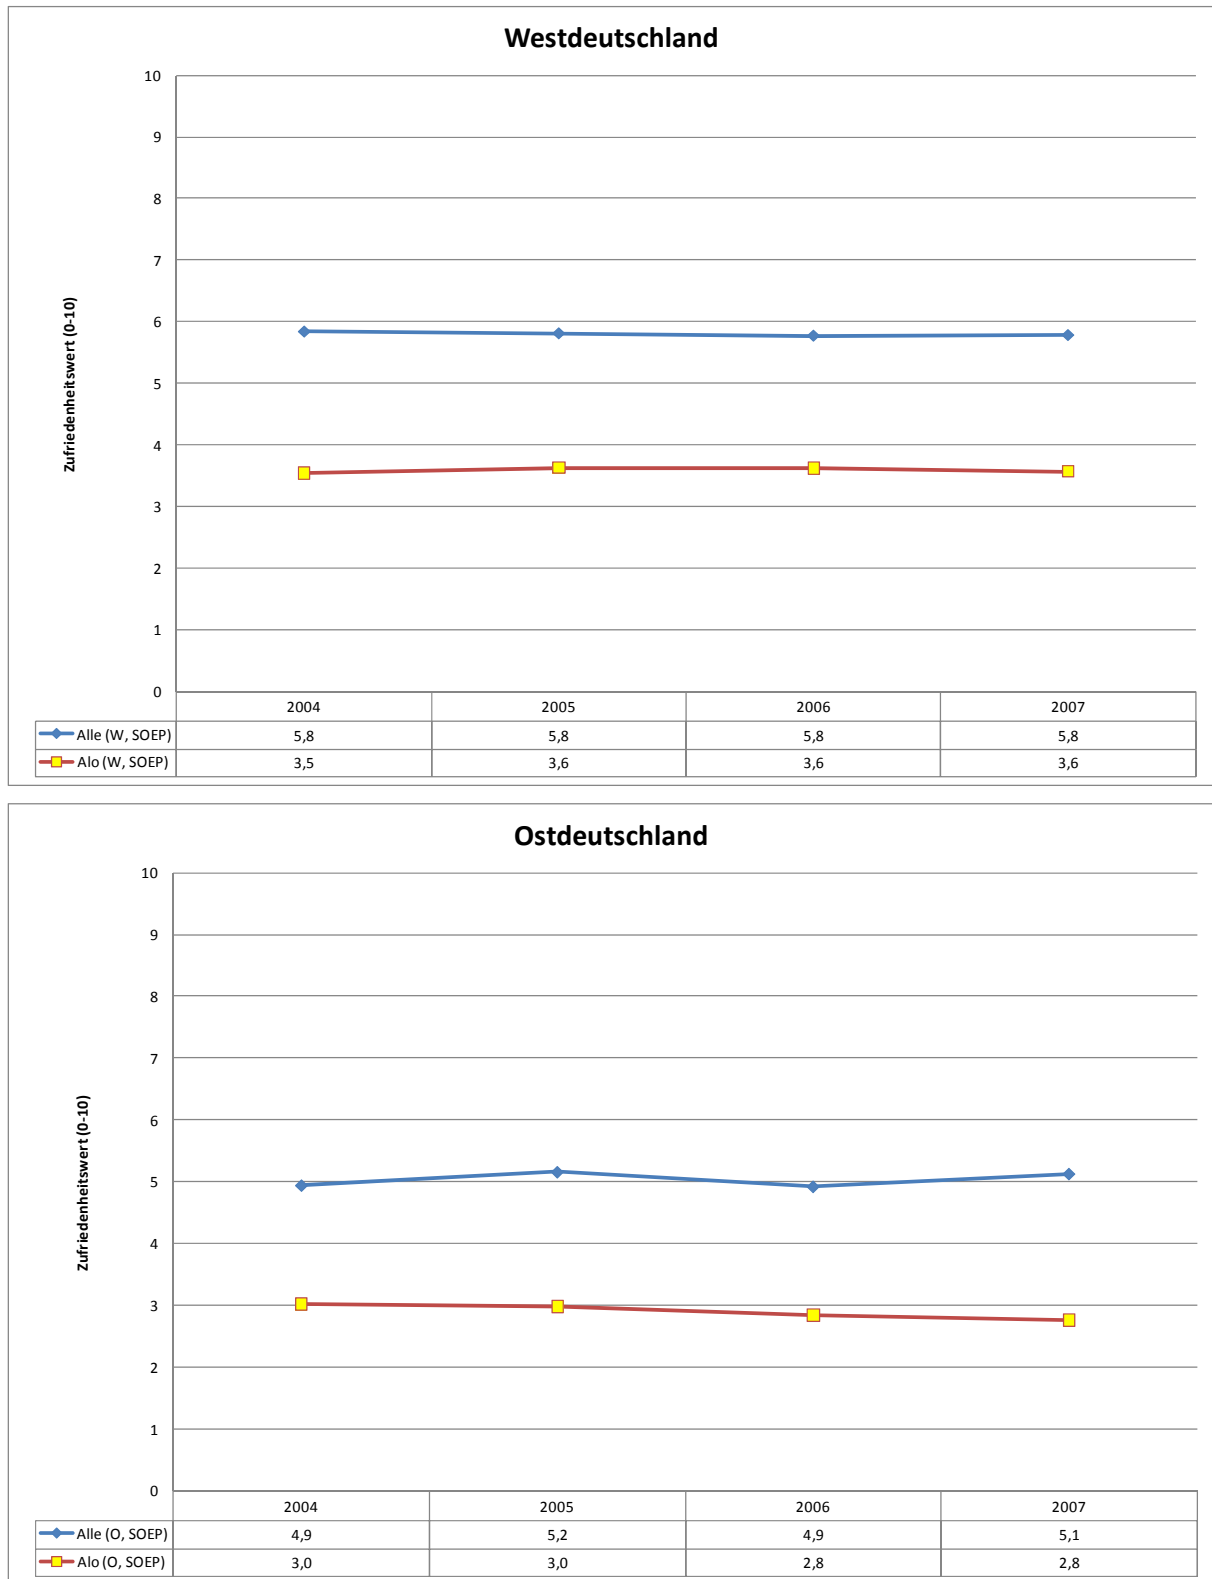 Westdeutschland
10
9
8
7
6
5
4
3
2
1
0
Zufriedenheitswert (0-10)
2004 2005 2006 2007
Alle (W, SOEP) 5,8 5,8 5,8 5,8
Alo (W, SOEP) 3,5 3,6 3,6 3,6
Ostdeutschland
10
9
8
7
6
5
4
3
2
1
0
Zufriedenheitswert (0-10)
2004 2005 2006 2007
Alle (O, SOEP) 4,9 5,2 4,9 5,1
Alo (O, SOEP) 3,0 3,0 2,8 2,8